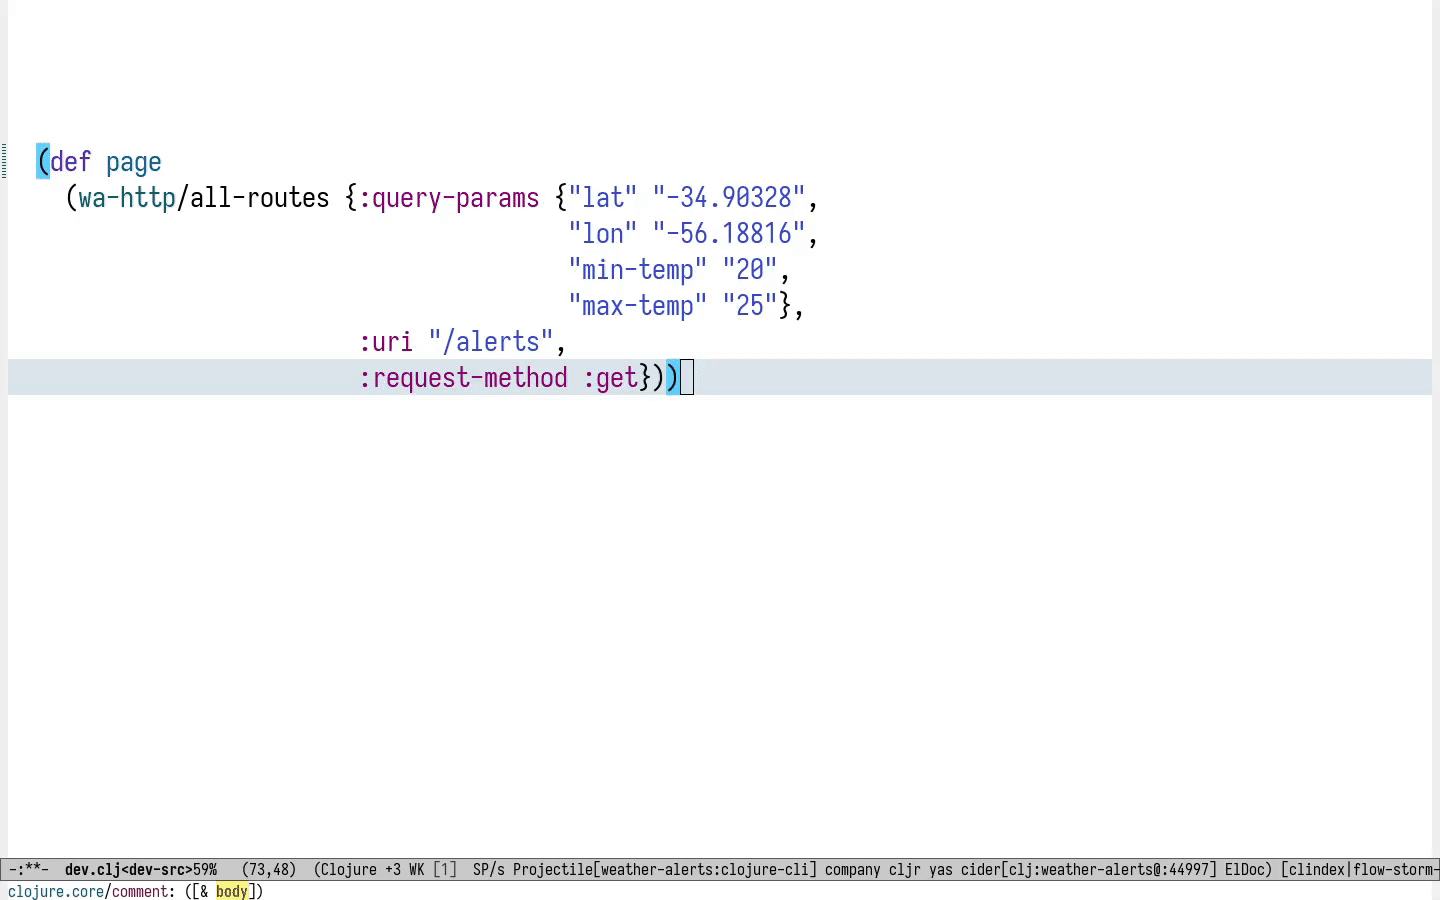 (def page
  (wa-http/all-routes {:query-params {"lat" "-34.90328",
                                      "lon" "-56.18816",
                                      "min-temp" "20",
                                      "max-temp" "25"},
                       :uri "/alerts",
                       :request-method :get}))
-:**-  dev.clj<dev-src>59%   (73,48)  (Clojure +3 WK [1]  SP/s Projectile[weather-alerts:clojure-cli] company cljr yas cider[clj:weather-alerts@:44997] ElDoc) [clindex|flow-storm-
clojure.core/comment: ([& body])